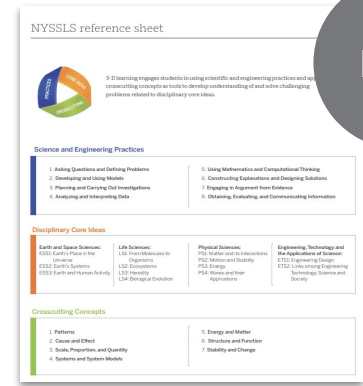 NYSSLS reference sheet
PRACTICES
CORE IDEAS
CROSSCUTTING
3-D learning engages students in using scientific and engineering practices and
crosscutting concepts as tools to develop understanding of and solve challenging
problems related to disciplinary core ideas.
Science and Engineering Practices
1. Asking Questions and Defining Problems
2. Developing and Using Models
3. Planning and Carrying Out Investigations
4. Analyzing and Interpreting Data
5. Using Mathematics and Computational Thinking
6. Constructing Explanations and Designing Solutions
7. Engaging in Argument from Evidence
8. Obtaining, Evaluating, and Communicating Information
Disciplinary Core Ideas
Earth and Space Sciences:
ESS1: Earth's Place in the
Universe
ESS2: Earth's Systems
ESS3: Earth and Human Activity
Life Sciences:
LS1: From Molecules to
Organisms
LS2: Ecosystems
LS3: Heredity
LS4: Biological Evolution
Physical Sciences:
PS1: Matter and its Interactions
PS2: Motion and Stability
PS3: Energy
PS4: Waves and their
Applications
Engineering, Technology and
the Applications of Science:
ETS1: Engineering Design
ETS2: Links among Engineering
Technology, Science and
Society
Crosscutting Concepts
1. Patterns
2. Cause and Effect
3. Scale, Proportion, and Quantity
4. Systems and System Models
5. Energy and Matter
6. Structure and Function
7. Stability and Change